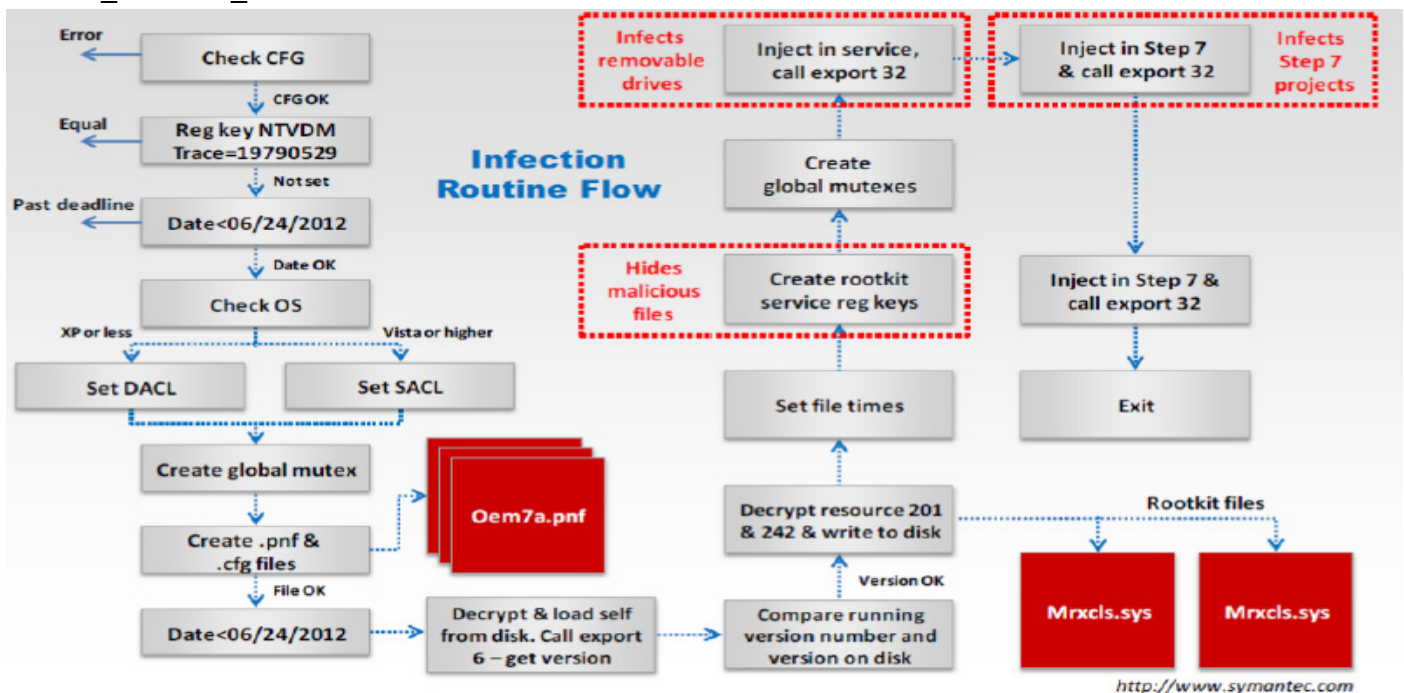 Error
Check CFG
CFG OK
Equal
Reg key NTVDM
Trace=19790529
Not set
Past deadline
Date<06/24/2012
Date OK
Check OS
XP or less
Vista or higher
Set DACL
Set SACL
Create global mutex
Create .pnf &
.cfg files
Oem7a.pnf
File OK
Date<06/24/2012
Decrypt & load self
from disk. Call export
6 – get version
Compare running
version number and
version on disk
Version OK
Decrypt resource 201
& 242 & write to disk
Rootkit files
Mrxcls.sys
Mrxcls.sys
Set file times
Hides
malicious
files
Create rootkit
service reg keys
Create
global mutexes
Infection
Routine Flow
Infects
removable
drives
Inject in service,
call export 32
Inject in Step 7
& call export 32
Infects
Step 7
projects
Inject in Step 7 &
call export 32
Exit
http://www.symantec.com